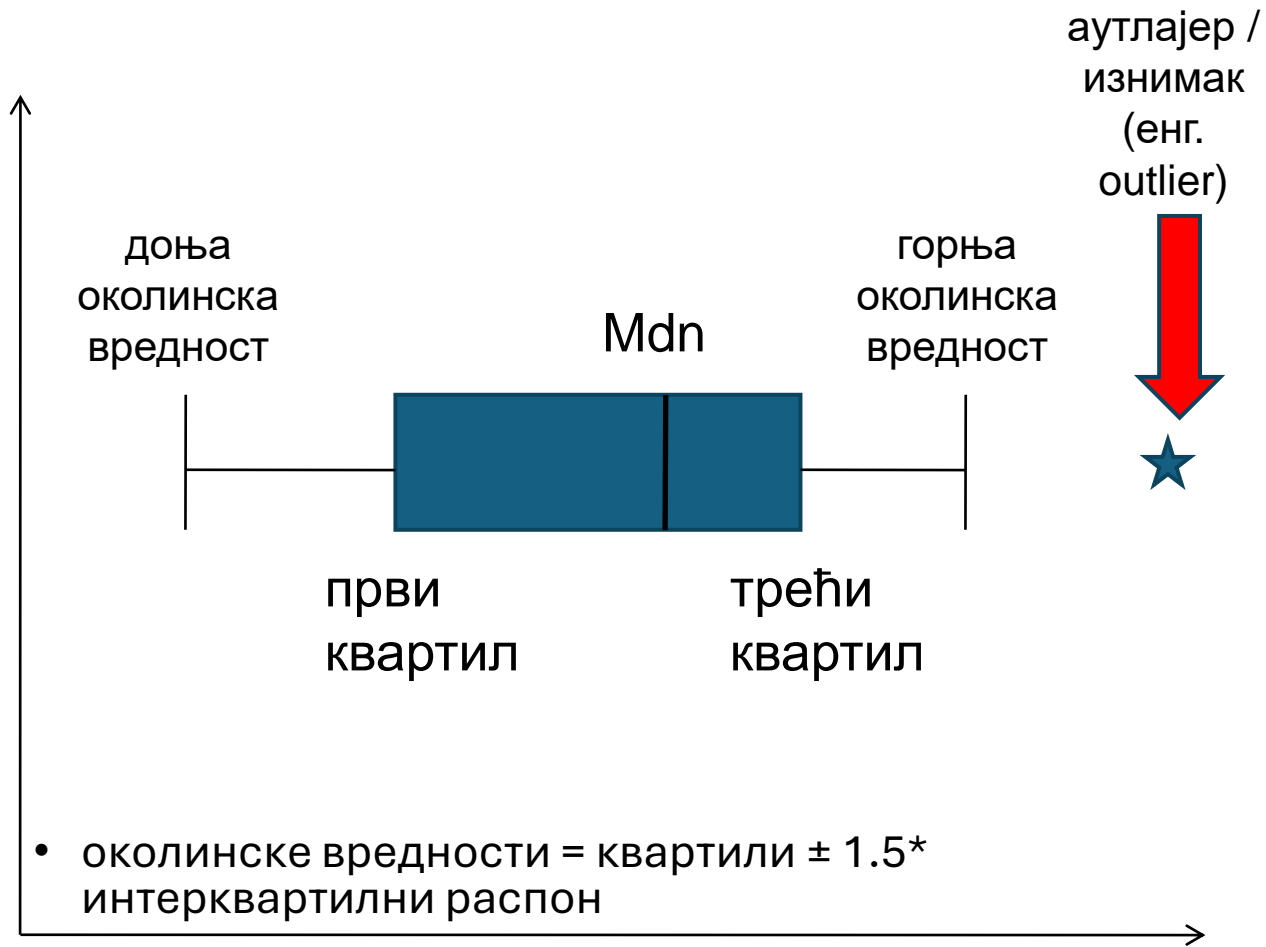 аутлајер /
изнимак
(енг.
outlier)
доња
околинска
вредност
горња
околинска
вредност
Mdn
први
квартил
трећи
квартил
• околинске вредности = квартили ± 1.5*
интерквартилни распон